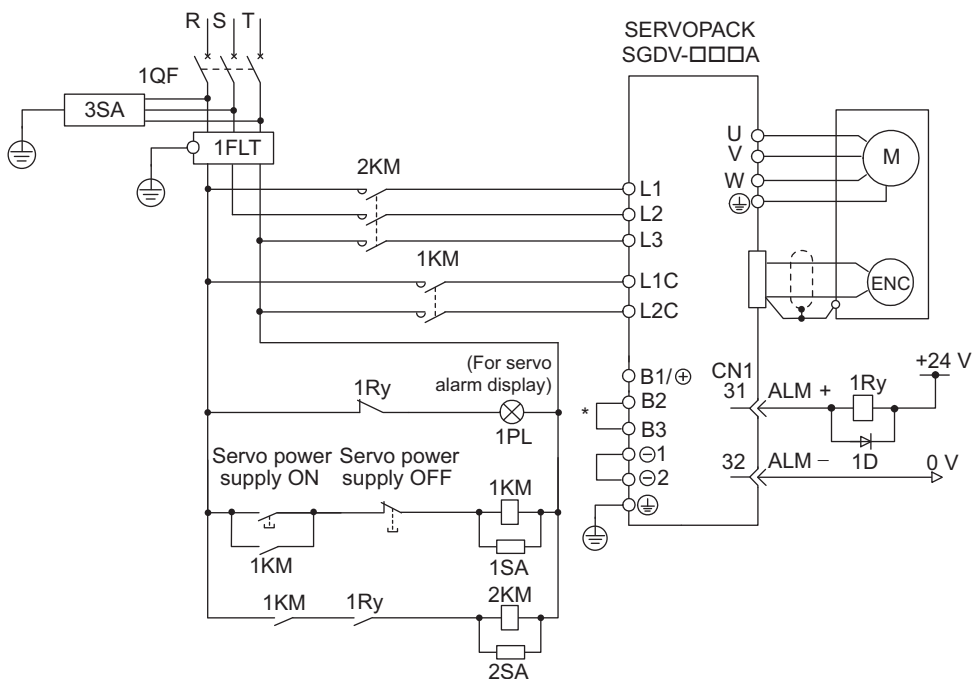 R S T
SERVOPACK
SGDV-□□□A
1QF
3SA
1FLT
2KM
U
V
W
M
L1
L2
L3
1KM
L1C
L2C
ENC
(For servo
alarm display)
1Ry
1PL
B1/⊕
B2
*
B3
⊖1
⊖2
CN1
31 ALM +
1Ry
+24 V
1D
32 ALM −
0 V
Servo power
supply ON
Servo power
supply OFF
1KM
1KM
1SA
1KM
1Ry
2KM
2SA